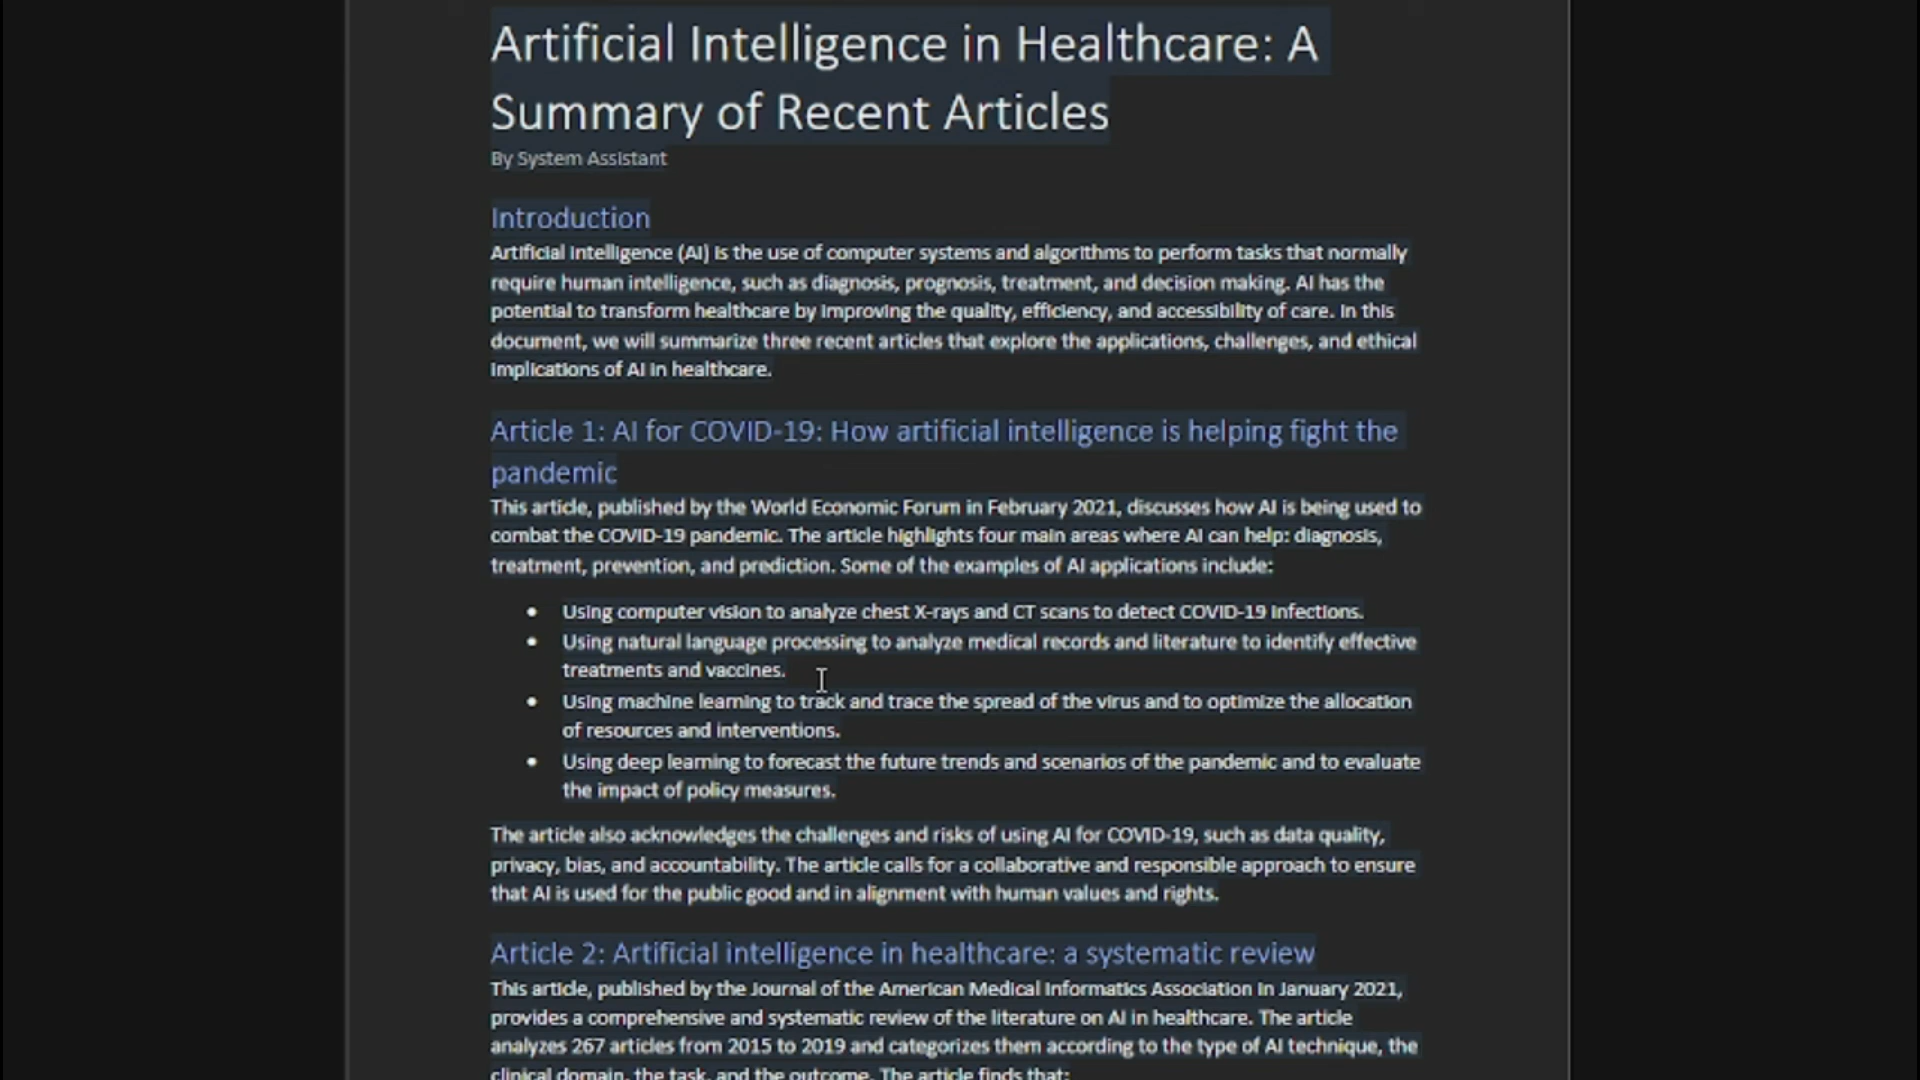 Artificial Intelligence in Healthcare: A
Summary of Recent Articles
By System Assistant
Introduction
Artificial Intelligence (AI) is the use of computer systems and algorithms to perform tasks that normally
require human intelligence, such as diagnosis, prognosis, treatment, and decision making. AI has the
potential to transform healthcare by improving the quality, efficiency, and accessibility of care. In this
document, we will summarize three recent articles that explore the applications, challenges, and ethical
implications of AI in healthcare.
Article 1: AI for COVID-19: How artificial intelligence is helping fight the
pandemic
This article, published by the World Economic Forum in February 2021, discusses how AI is being used to
combat the COVID-19 pandemic. The article highlights four main areas where AI can help: diagnosis,
treatment, prevention, and prediction. Some of the examples of AI applications include:
• Using computer vision to analyze chest X-rays and CT scans to detect COVID-19 infections.
• Using natural language processing to analyze medical records and literature to identify effective
treatments and vaccines.
• Using machine learning to track and trace the spread of the virus and to optimize the allocation
of resources and interventions.
• Using deep learning to forecast the future trends and scenarios of the pandemic and to evaluate
the impact of policy measures.
The article also acknowledges the challenges and risks of using AI for COVID-19, such as data quality,
privacy, bias, and accountability. The article calls for a collaborative and responsible approach to ensure
that AI is used for the public good and in alignment with human values and rights.
Article 2: Artificial intelligence in healthcare: a systematic review
This article, published by the Journal of the American Medical Informatics Association in January 2021,
provides a comprehensive and systematic review of the literature on AI in healthcare. The article
analyzes 267 articles from 2015 to 2019 and categorizes them according to the type of AI technique, the
clinical domain, the task, and the outcome. The article finds that: